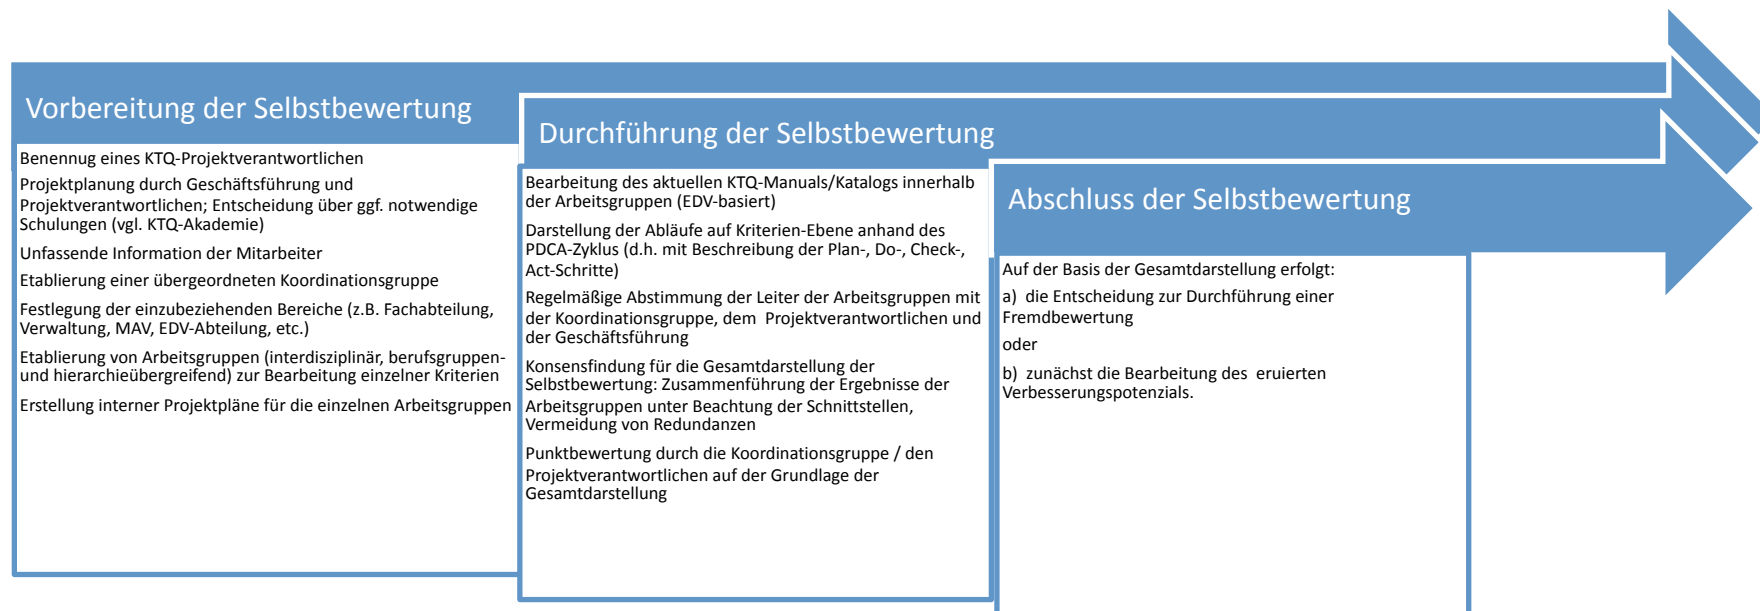 Vorbereitung der Selbstbewertung
Benennug eines KTQ-Projektverantwortlichen
Projektplanung durch Geschäftsführung und
Projektverantwortlichen; Entscheidung über ggf. notwendige
Schulungen (vgl. KTQ-Akademie)
Unfassende Information der Mitarbeiter
Etablierung einer übergeordneten Koordinationsgruppe
Festlegung der einzubeziehenden Bereiche (z.B. Fachabteilung,
Verwaltung, MAV, EDV-Abteilung, etc.)
Etablierung von Arbeitsgruppen (interdisziplinär, berufsgruppen-
und hierarchieübergreifend) zur Bearbeitung einzelner Kriterien
Erstellung interner Projektpläne für die einzelnen Arbeitsgruppen
Durchführung der Selbstbewertung
Bearbeitung des aktuellen KTQ-Manuals/Katalogs innerhalb
der Arbeitsgruppen (EDV-basiert)
Darstellung der Abläufe auf Kriterien-Ebene anhand des
PDCA-Zyklus (d.h. mit Beschreibung der Plan-, Do-, Check-,
Act-Schritte)
Regelmäßige Abstimmung der Leiter der Arbeitsgruppen mit
der Koordinationsgruppe, dem Projektverantwortlichen und
der Geschäftsführung
Konsensfindung für die Gesamtdarstellung der
Selbstbewertung: Zusammenführung der Ergebnisse der
Arbeitsgruppen unter Beachtung der Schnittstellen,
Vermeidung von Redundanzen
Punktbewertung durch die Koordinationsgruppe / den
Projektverantwortlichen auf der Grundlage der
Gesamtdarstellung
Abschluss der Selbstbewertung
Auf der Basis der Gesamtdarstellung erfolgt:
a) die Entscheidung zur Durchführung einer
Fremdbewertung
oder
b) zunächst die Bearbeitung des eruierten
Verbesserungspotenzials.